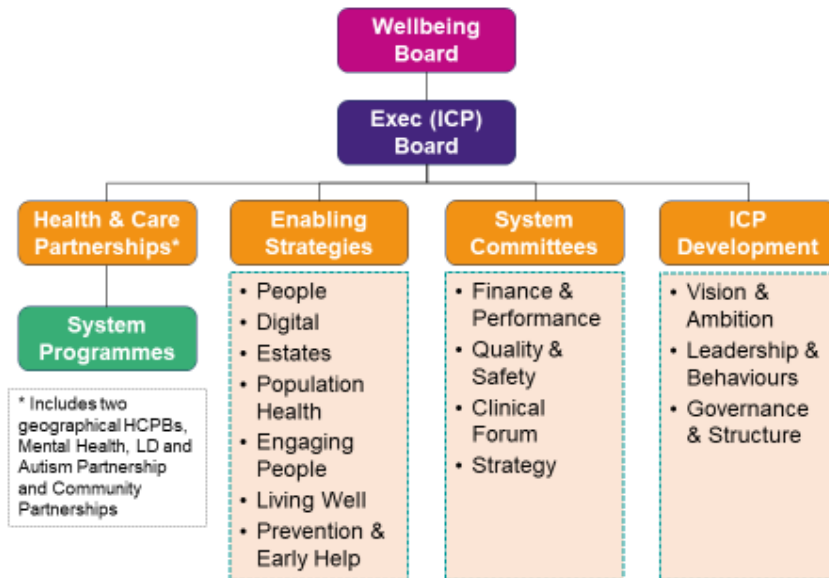 Wellbeing
Board
Exec (ICP)
Board
Health & Care
Partnerships*
System
Programmes
* Includes two
geographical HCPBs,
Mental Health, LD and
Autism Partnership
and Community
Partnerships
Enabling
Strategies
• People
• Digital
• Estates
• Population
Health
• Engaging
People
• Living Well
• Prevention &
Early Help
System
Committees
• Finance &
Performance
• Quality &
Safety
• Clinical
Forum
• Strategy
ICP
Development
• Vision &
Ambition
• Leadership &
Behaviours
• Governance
& Structure